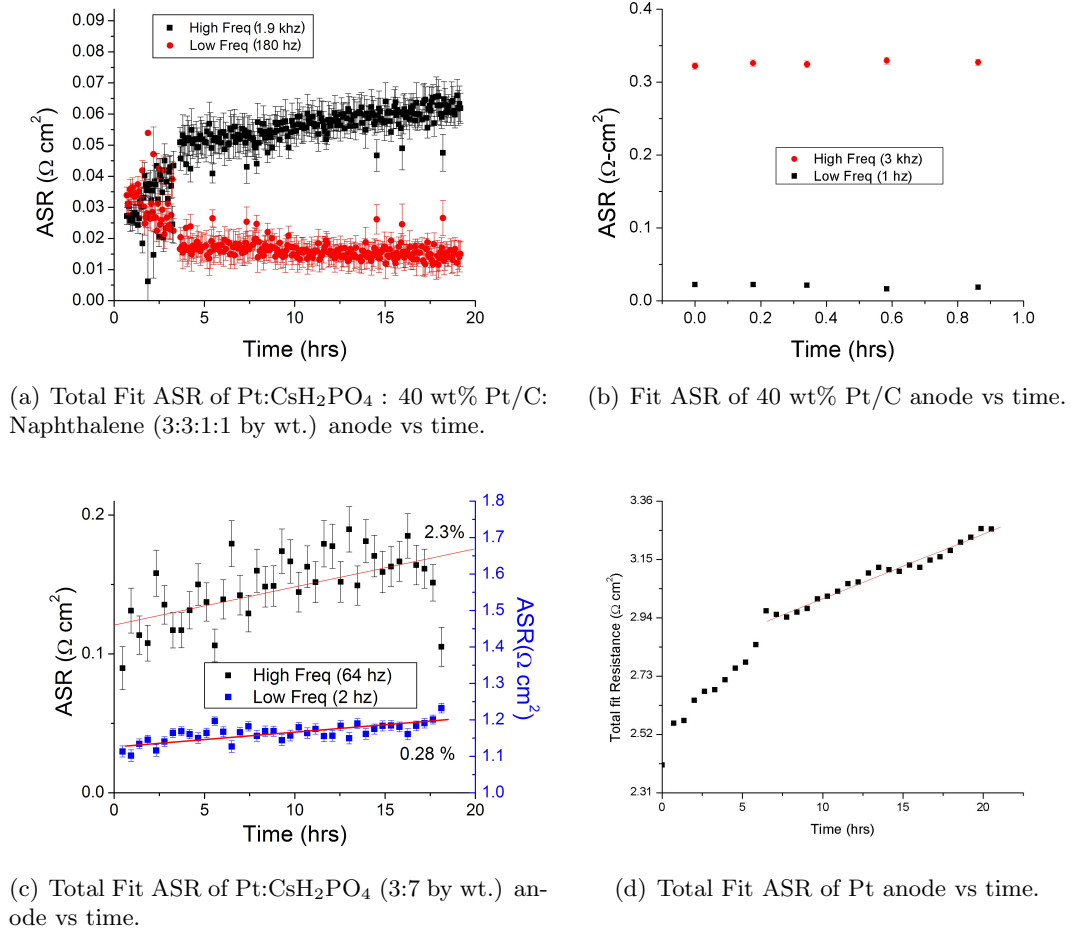 0.09
0.08
0.07
0.06
0.05
0.04
0.03
0.02
0.01
0.00
ASR (Ω cm²)
High Freq (1.9 khz)
Low Freq (180 hz)
0 5 10 15 20
Time (hrs)
(a) Total Fit ASR of Pt:CsH₂PO₄ : 40 wt% Pt/C:
Naphthalene (3:3:1:1 by wt.) anode vs time.
0.4
0.3
0.2
0.1
0.0
ASR (Ω-cm²)
High Freq (3 khz)
Low Freq (1 hz)
0.0 0.2 0.4 0.6 0.8 1.0
Time (hrs)
(b) Fit ASR of 40 wt% Pt/C anode vs time.
0.2
0.1
0.0
ASR (Ω cm²)
2.3%
High Freq (64 hz)
Low Freq (2 hz)
0.28 %
1.8
1.7
1.6
1.5
1.4
1.3
1.2
1.1
1.0
ASR(Ω cm²)
0 5 10 15 20
Time (hrs)
(c) Total Fit ASR of Pt:CsH₂PO₄ (3:7 by wt.) an-
ode vs time.
3.36
3.15
2.94
2.73
2.52
2.31
Total fit Resistance (Ω cm²)
0 5 10 15 20
Time (hrs)
(d) Total Fit ASR of Pt anode vs time.